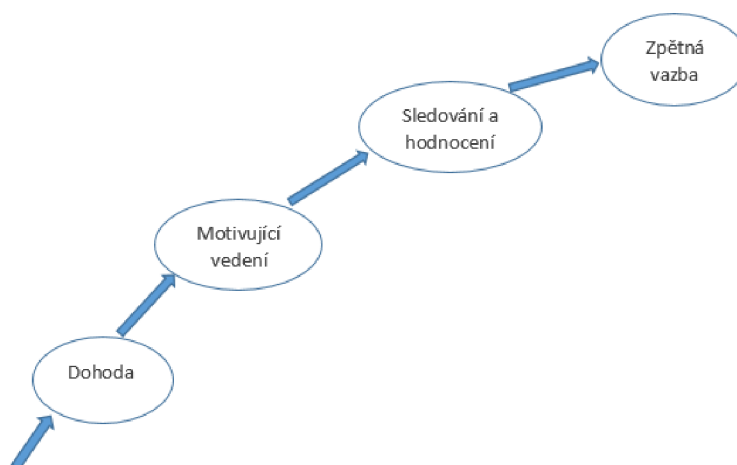 Zpětná
vazba
Sledování a
hodnocení
Motivující
vedení
Dohoda